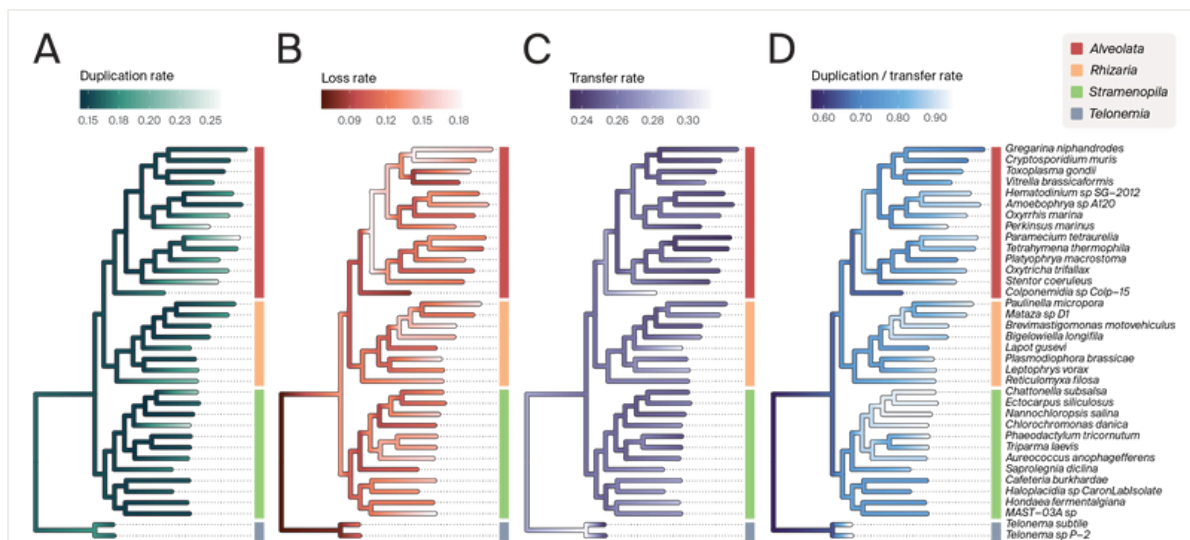 A
B
C
D
Duplication rate
0.15 0.18 0.20 0.23 0.25
Loss rate
0.09 0.12 0.15 0.18
Transfer rate
0.24 0.26 0.28 0.30
Duplication / transfer rate
0.60 0.70 0.80 0.90
Alveolata
Rhizaria
Stramenopila
Telonemia
Gregarina niphandrodes
Cryptosporidium muris
Toxoplasma gondii
Vitrella brassicaformis
Hematodinium sp SG-2012
Amoebophrya sp A120
Oxyrrhis marina
Perkinsus marinus
Paramecium tetraurelia
Tetrahymena thermophila
Platyophrya macrostoma
Oxytricha trifallax
Stentor coeruleus
Colponemidia sp Colp-15
Paulinella micropora
Mataza sp D1
Brevimastigomonas motovehiculus
Bigelowiella longifila
Lapot gusevi
Plasmodiophora brassicae
Leptophrys vorax
Reticulomyxa filosa
Chattonella subsalsa
Ectocarpus siliculosus
Nannochloropsis salina
Chlorochromonas danica
Phaeodactylum tricornutum
Triparma laevis
Aureococcus anophagefferens
Saprolegnia diclina
Cafeteria burkhardae
Haloplacidia sp CaronLabIsolate
Hondaea fermentalgiana
MAST-03A sp
Telonema subtile
Telonema sp P-2